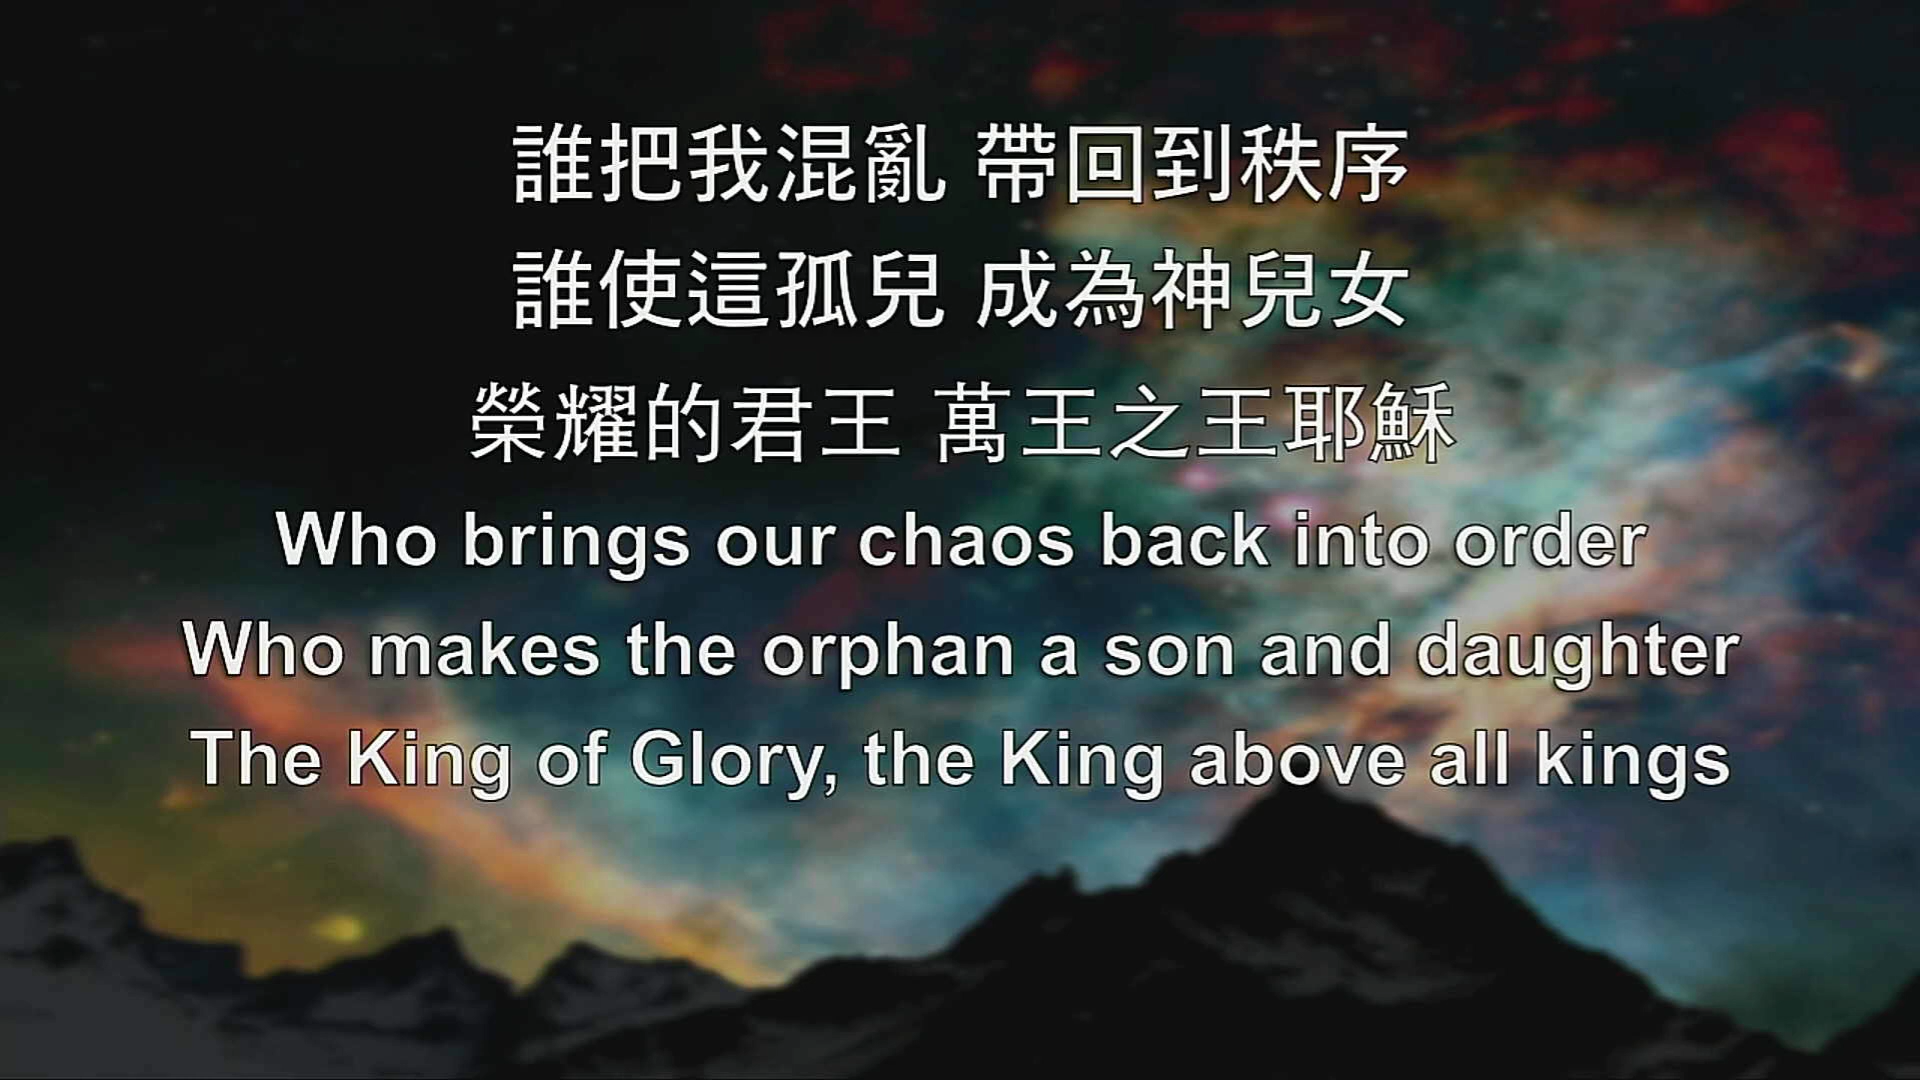 誰把我混亂 帶回到秩序
誰使這孤兒 成為神兒女
榮耀的君王 萬王之王耶穌
Who brings our chaos back into order
Who makes the orphan a son and daughter
The King of Glory, the King above all kings